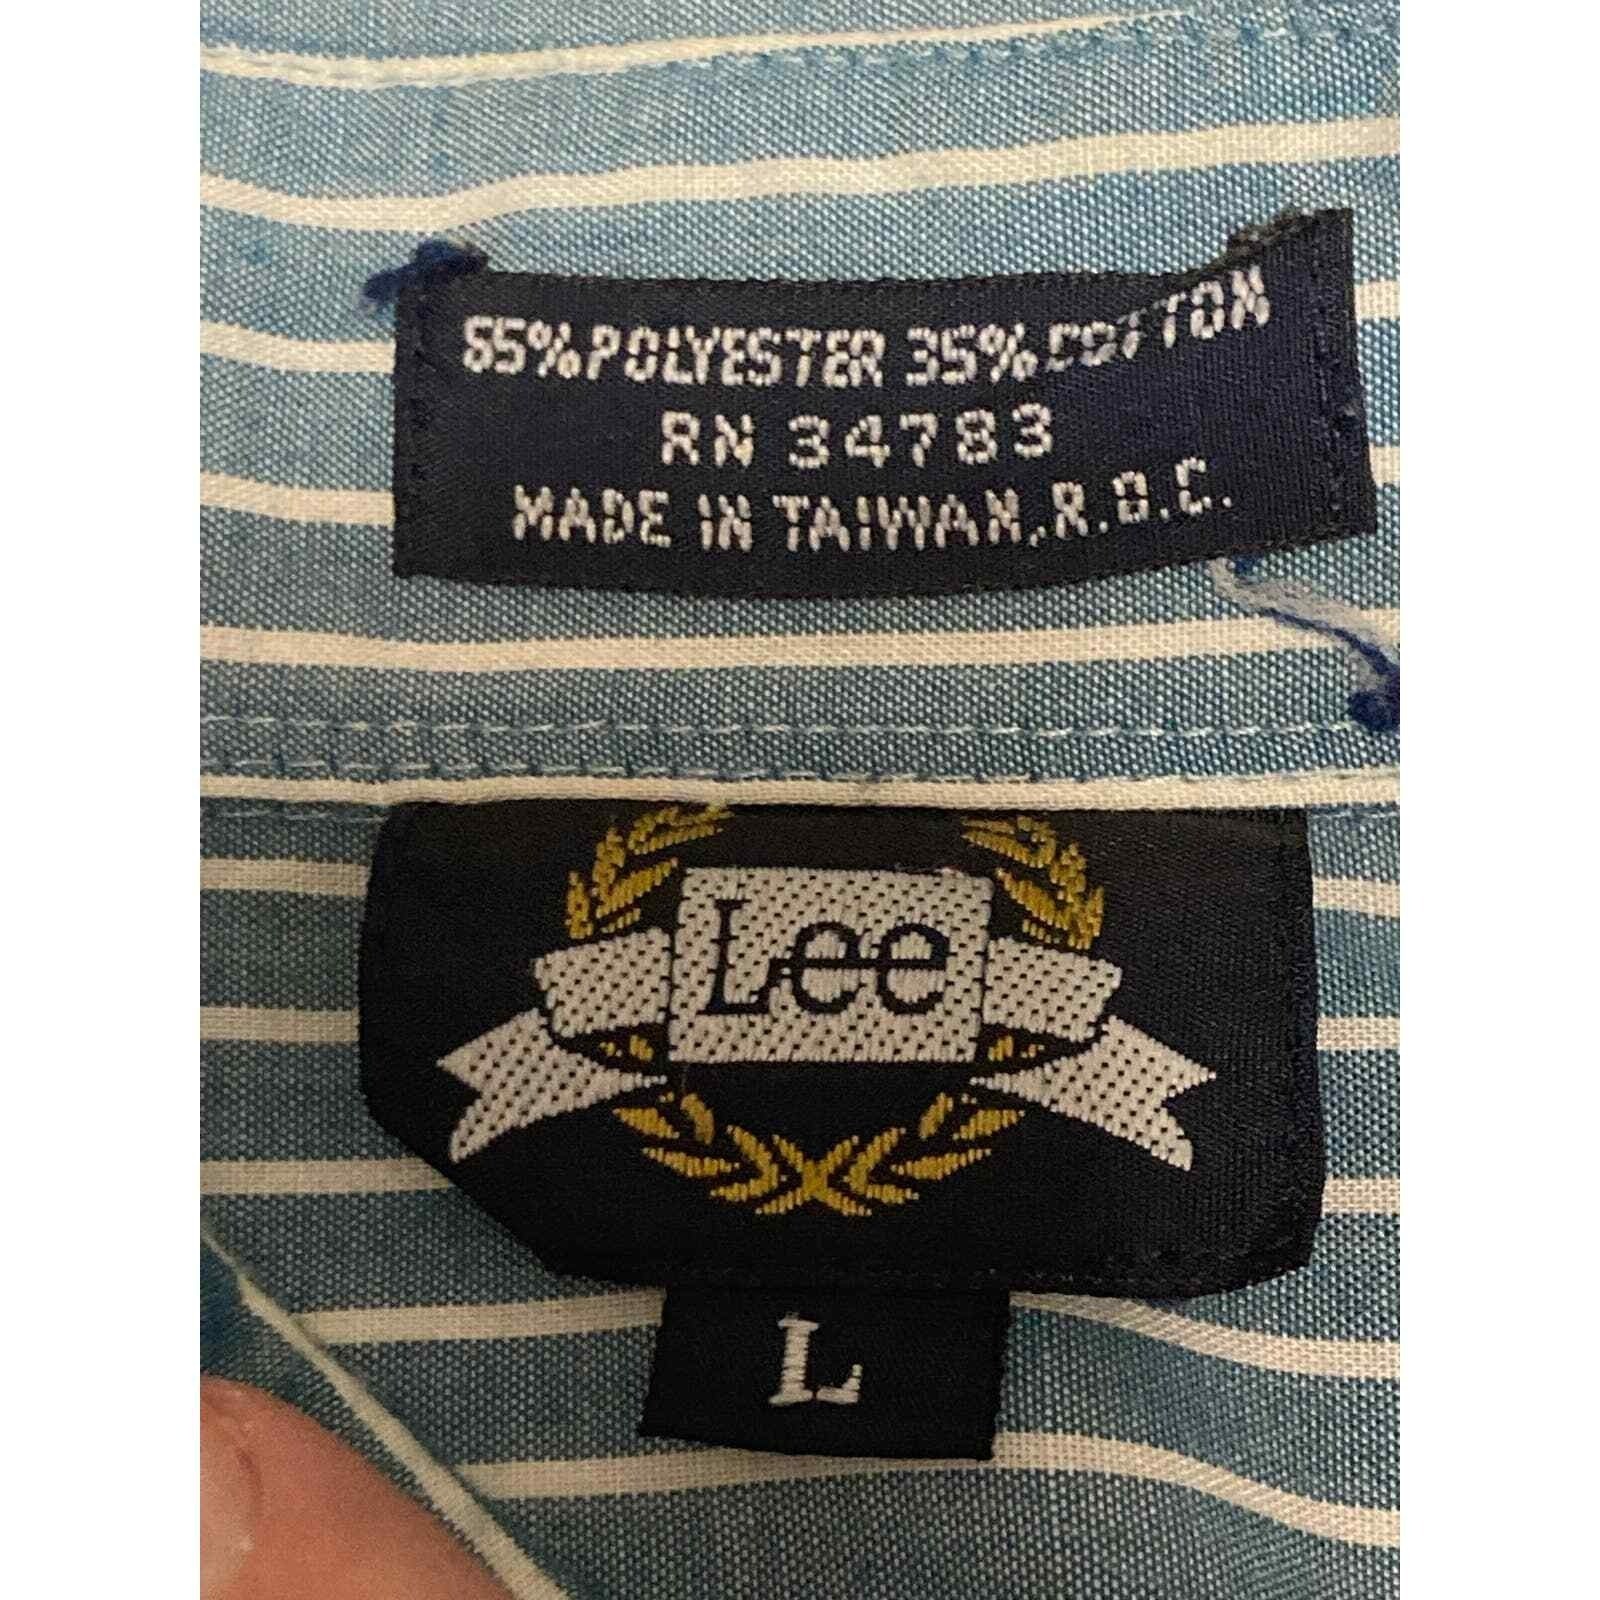 65% POLYESTER 35% COTTON
RN 34783
MADE IN TAIWAN, R.O.C.
Lee
L